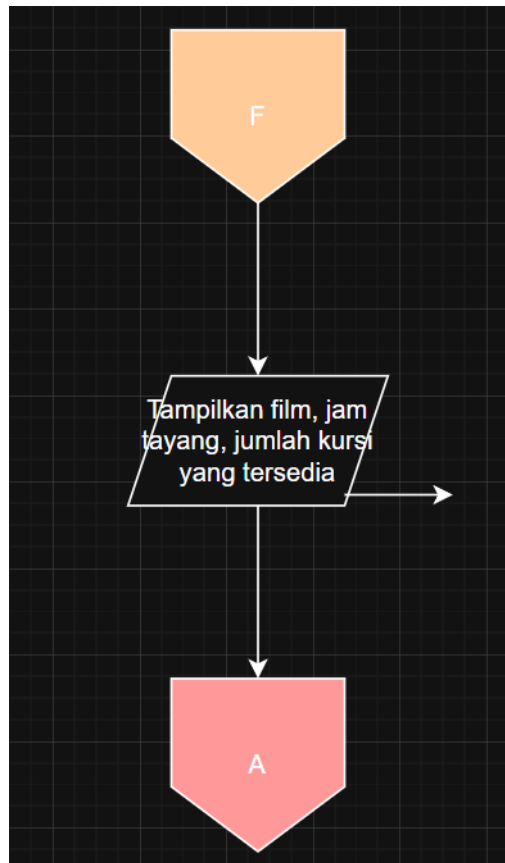 F
Tampilkan film, jam
tayang, jumlah kursi
yang tersedia
A